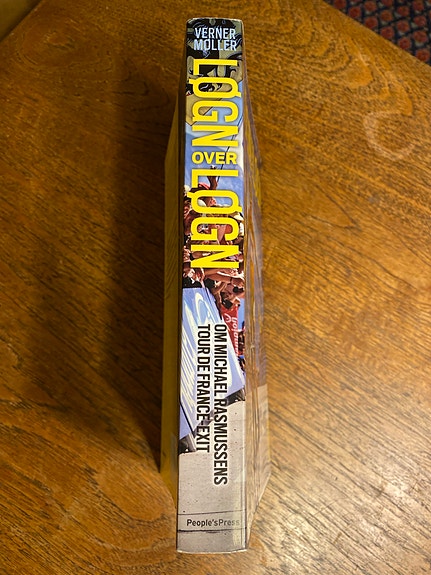 VERNER
MØLLER
LØGN
OVER
LØGN
OM MICHAEL RASMUSSENS
TOUR DE FRANCE-EXIT
People'sPress